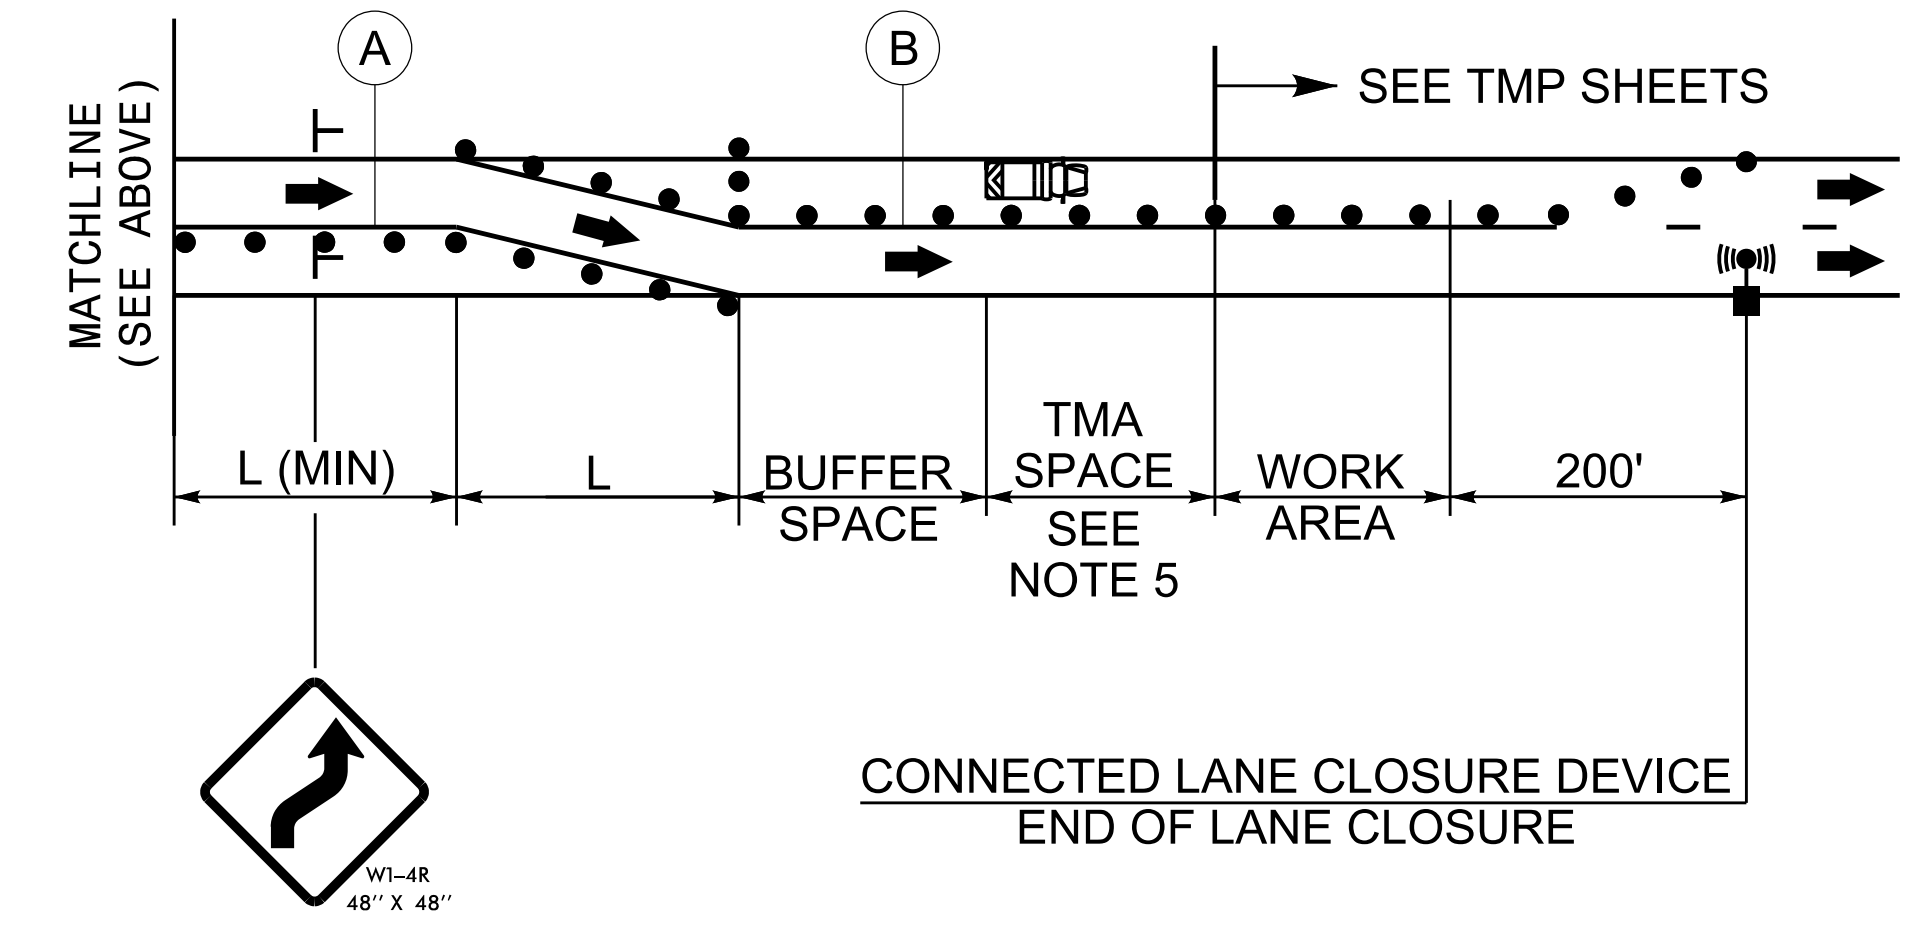 MATCHLINE
(SEE ABOVE)
A
B
SEE TMP SHEETS
L (MIN)
L
BUFFER
SPACE
TMA
SPACE
SEE
NOTE 5
WORK
AREA
200'
W1-4R
48'' X 48''
CONNECTED LANE CLOSURE DEVICE
END OF LANE CLOSURE